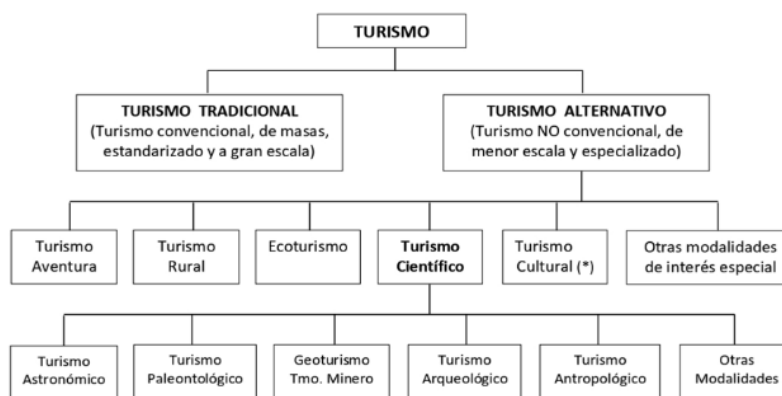 TURISMO
TURISMO TRADICIONAL
(Turismo convencional, de masas,
estandarizado y a gran escala)
TURISMO ALTERNATIVO
(Turismo NO convencional, de
menor escala y especializado)
Turismo
Aventura
Turismo
Rural
Ecoturismo
Turismo
Científico
Turismo
Cultural (*)
Otras modalidades
de interés especial
Turismo
Astronómico
Turismo
Paleontológico
Geoturismo
Tmo. Minero
Turismo
Arqueológico
Turismo
Antropológico
Otras
Modalidades